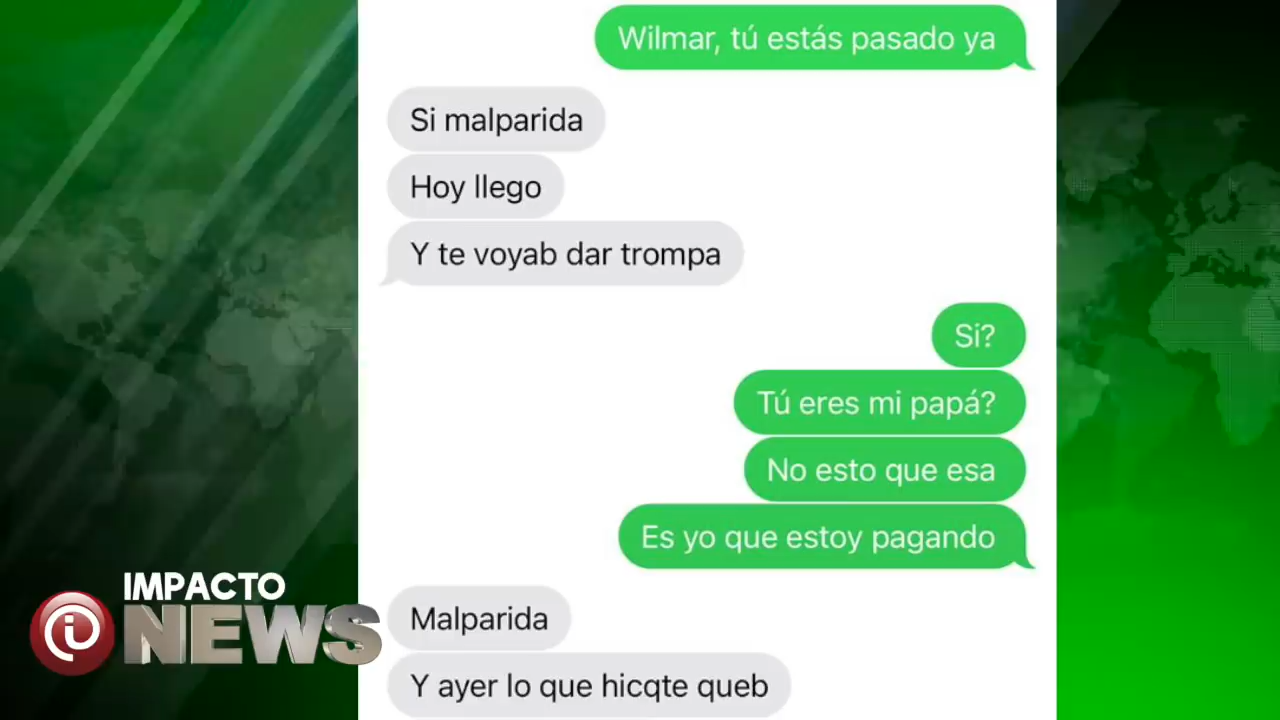 Wilmar, tú estás pasado ya
Si malparida
Hoy llego
Y te voyab dar trompa
Si?
Tú eres mi papá?
No esto que esa
Es yo que estoy pagando
Malparida
Y ayer lo que hicqte queb
IMPACTO
NEWS